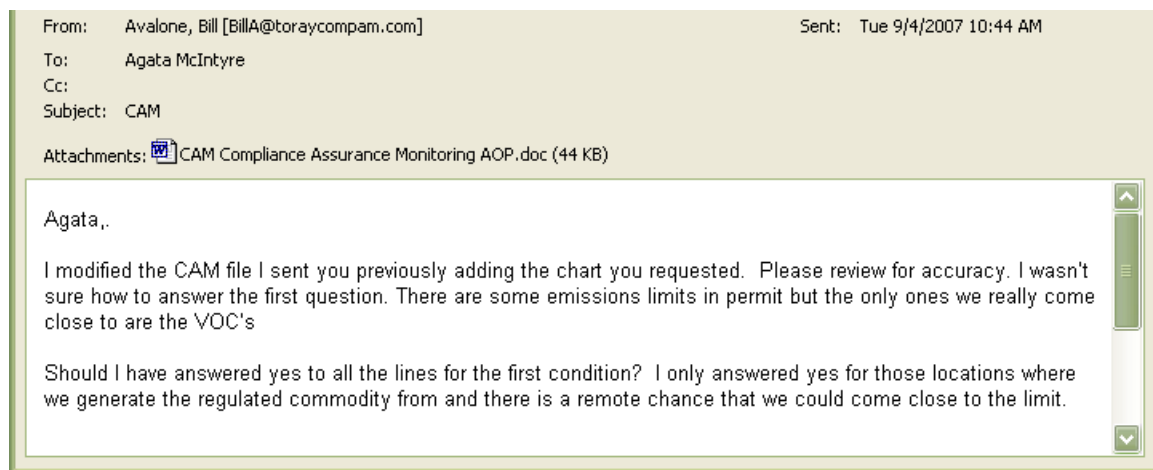 From: Avalone, Bill [BillA@toraycompam.com] Sent: Tue 9/4/2007 10:44 AM
To: Agata McIntyre
Cc:
Subject: CAM
Attachments: CAM Compliance Assurance Monitoring AOP.doc (44 KB)
Agata,.
I modified the CAM file I sent you previously adding the chart you requested.  Please review for accuracy. I wasn't
sure how to answer the first question. There are some emissions limits in permit but the only ones we really come
close to are the VOC's
Should I have answered yes to all the lines for the first condition?  I only answered yes for those locations where
we generate the regulated commodity from and there is a remote chance that we could come close to the limit.